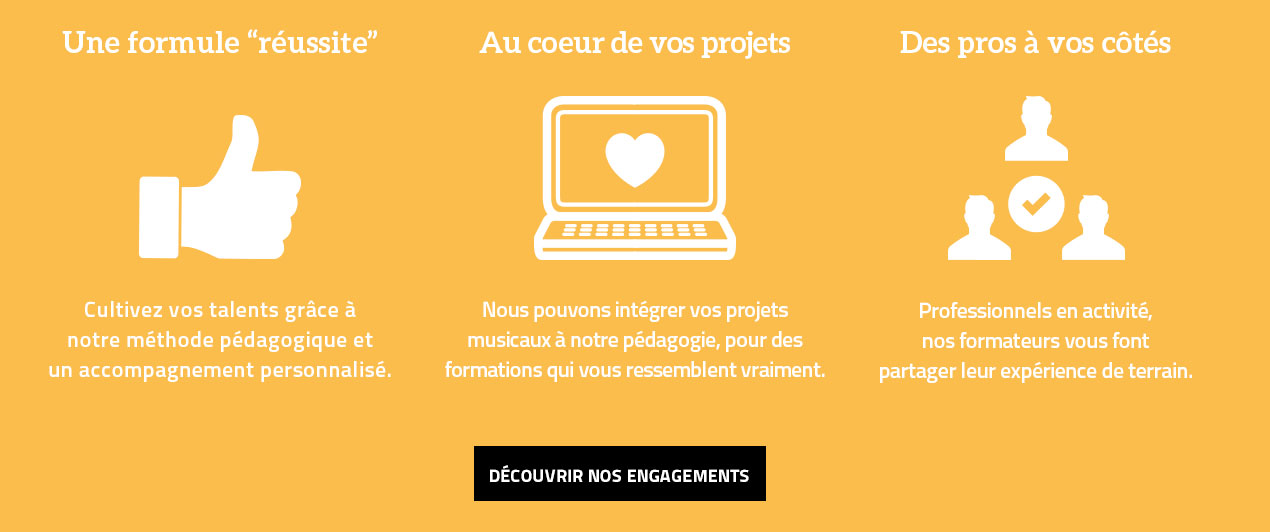 Une formule “réussite”
Cultivez vos talents grâce à
notre méthode pédagogique et
un accompagnement personnalisé.
Au coeur de vos projets
Nous pouvons intégrer vos projets
musicaux à notre pédagogie, pour des
formations qui vous ressemblent vraiment.
Des pros à vos côtés
Professionnels en activité,
nos formateurs vous font
partager leur expérience de terrain.
DÉCOUVRIR NOS ENGAGEMENTS